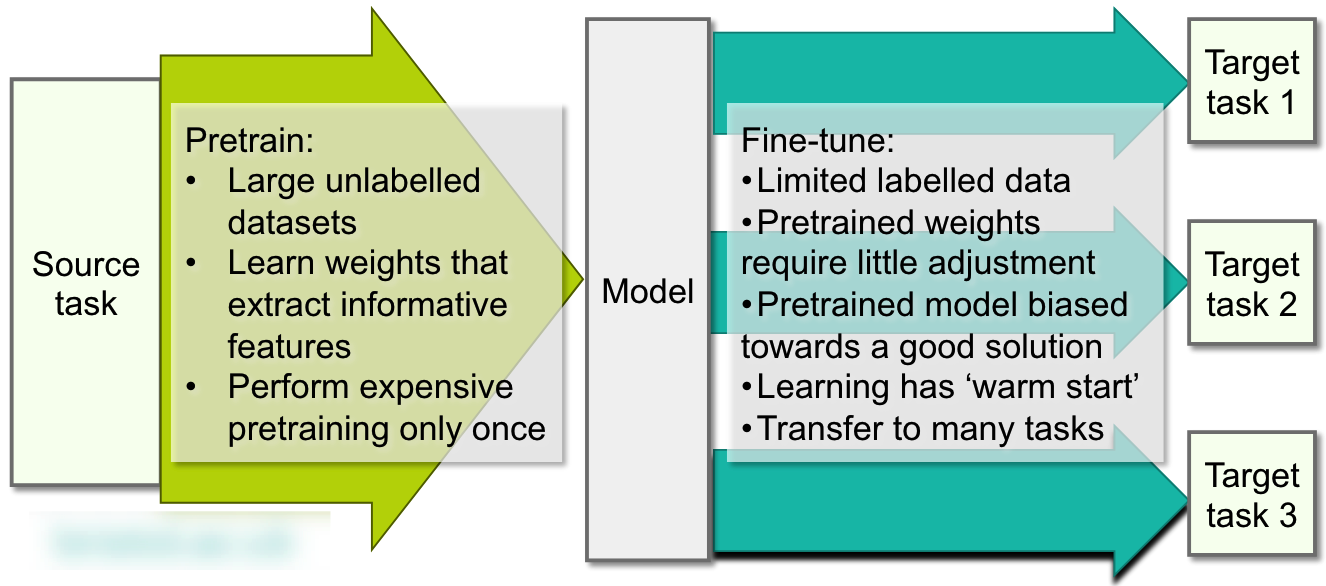 Source
task
Pretrain:
• Large unlabelled
datasets
• Learn weights that
extract informative
features
• Perform expensive
pretraining only once
Model
Fine-tune:
•Limited labelled data
•Pretrained weights
require little adjustment
•Pretrained model biased
towards a good solution
•Learning has ‘warm start’
•Transfer to many tasks
Target
task 1
Target
task 2
Target
task 3